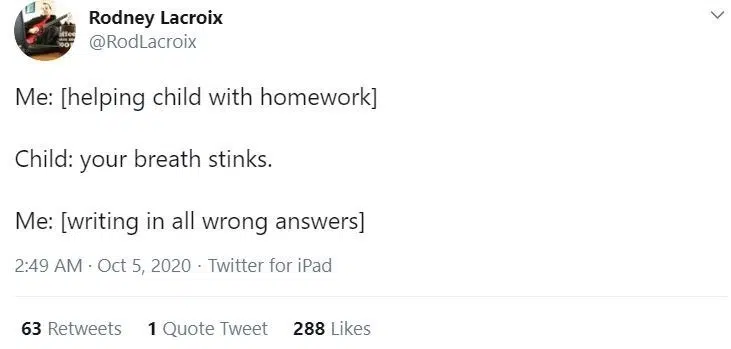 Rodney Lacroix
@RodLacroix
Me: [helping child with homework]
Child: your breath stinks.
Me: [writing in all wrong answers]
2:49 AM · Oct 5, 2020 · Twitter for iPad
63 Retweets 1 Quote Tweet 288 Likes